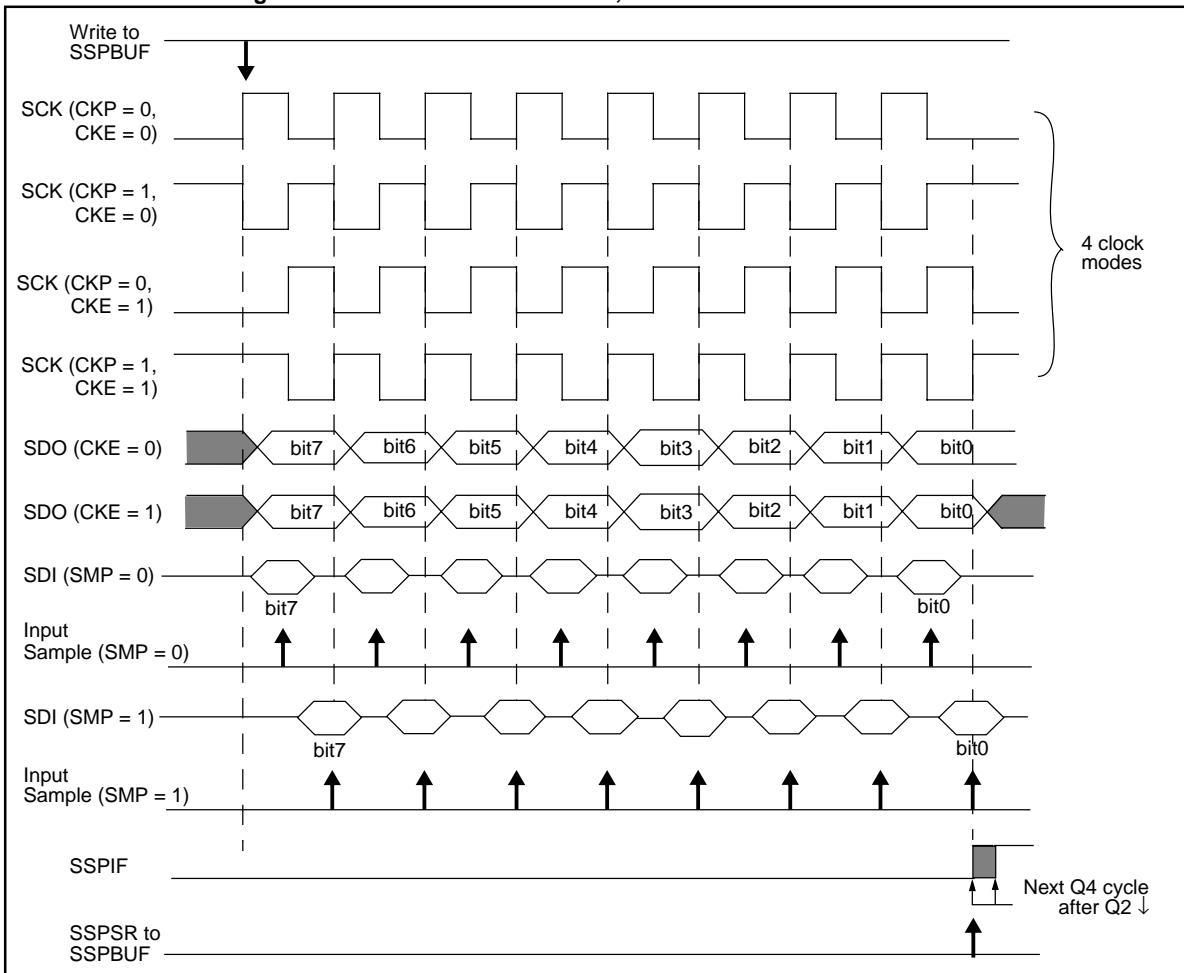 Write to
SSPBUF
SCK (CKP = 0,
CKE = 0)
SCK (CKP = 1,
CKE = 0)
SCK (CKP = 0,
CKE = 1)
SCK (CKP = 1,
CKE = 1)
4 clock
modes
SDO (CKE = 0)
bit7 bit6 bit5 bit4 bit3 bit2 bit1 bit0
SDO (CKE = 1)
bit7 bit6 bit5 bit4 bit3 bit2 bit1 bit0
SDI (SMP = 0)
bit7 bit0
Input
Sample (SMP = 0)
SDI (SMP = 1)
bit7 bit0
Input
Sample (SMP = 1)
SSPIF
Next Q4 cycle
after Q2 ↓
SSPSR to
SSPBUF